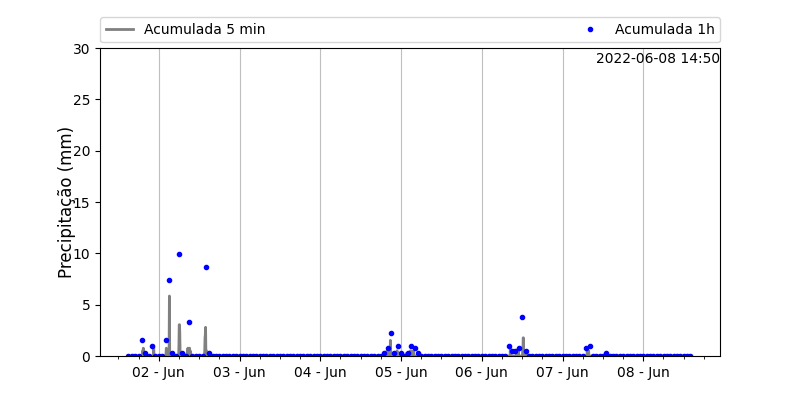 Acumulada 5 min
Acumulada 1h
2022-06-08 14:50
Precipitação (mm)
30
25
20
15
10
5
0
02 - Jun 03 - Jun 04 - Jun 05 - Jun 06 - Jun 07 - Jun 08 - Jun